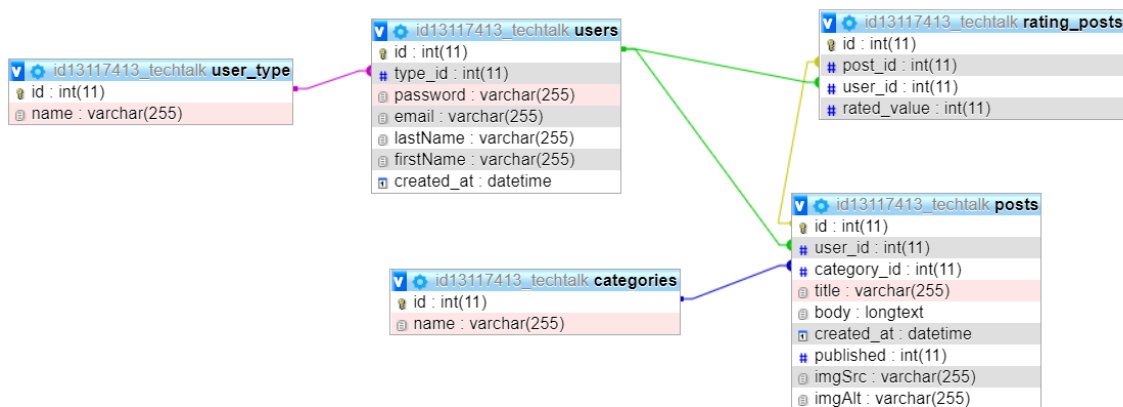 id13117413_techtalk user_type
id : int(11)
name : varchar(255)
id13117413_techtalk users
id : int(11)
type_id : int(11)
password : varchar(255)
email : varchar(255)
lastName : varchar(255)
firstName : varchar(255)
created_at : datetime
id13117413_techtalk rating_posts
id : int(11)
post_id : int(11)
user_id : int(11)
rated_value : int(11)
id13117413_techtalk categories
id : int(11)
name : varchar(255)
id13117413_techtalk posts
id : int(11)
user_id : int(11)
category_id : int(11)
title : varchar(255)
body : longtext
created_at : datetime
published : int(11)
imgSrc : varchar(255)
imgAlt : varchar(255)